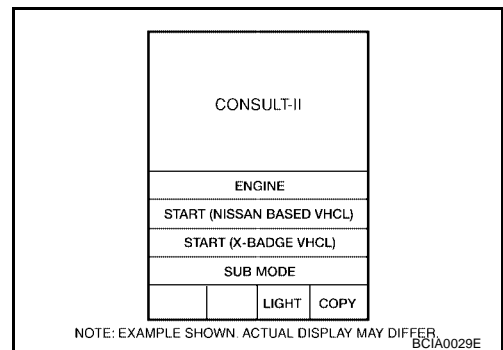 CONSULT-II
ENGINE
START (NISSAN BASED VHCL)
START (X-BADGE VHCL)
SUB MODE
LIGHT COPY
NOTE: EXAMPLE SHOWN. ACTUAL DISPLAY MAY DIFFER.
BCIA0029E